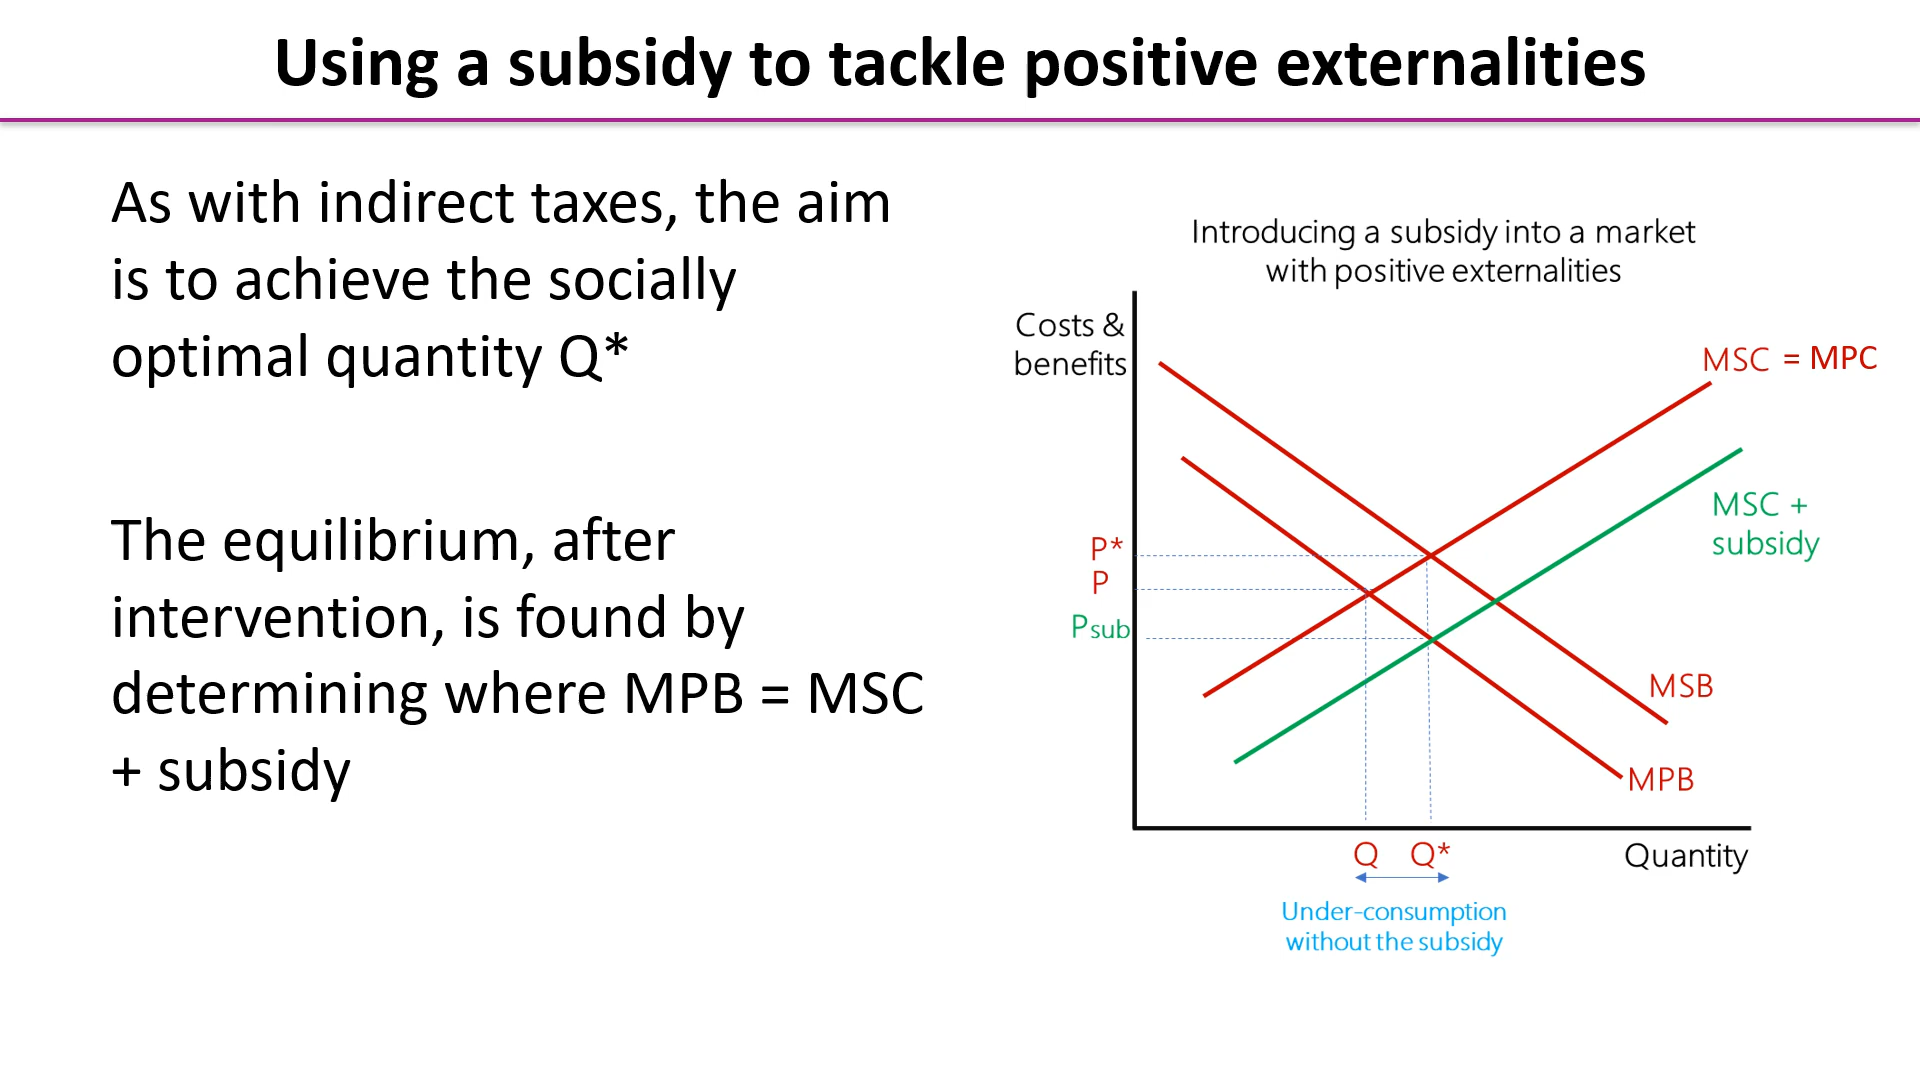 Using a subsidy to tackle positive externalities
As with indirect taxes, the aim
is to achieve the socially
optimal quantity Q*
The equilibrium, after
intervention, is found by
determining where MPB = MSC
+ subsidy
Introducing a subsidy into a market
with positive externalities
Costs &
benefits
MSC = MPC
MSC +
subsidy
P*
P
Psub
MSB
MPB
Q Q*
Quantity
Under-consumption
without the subsidy